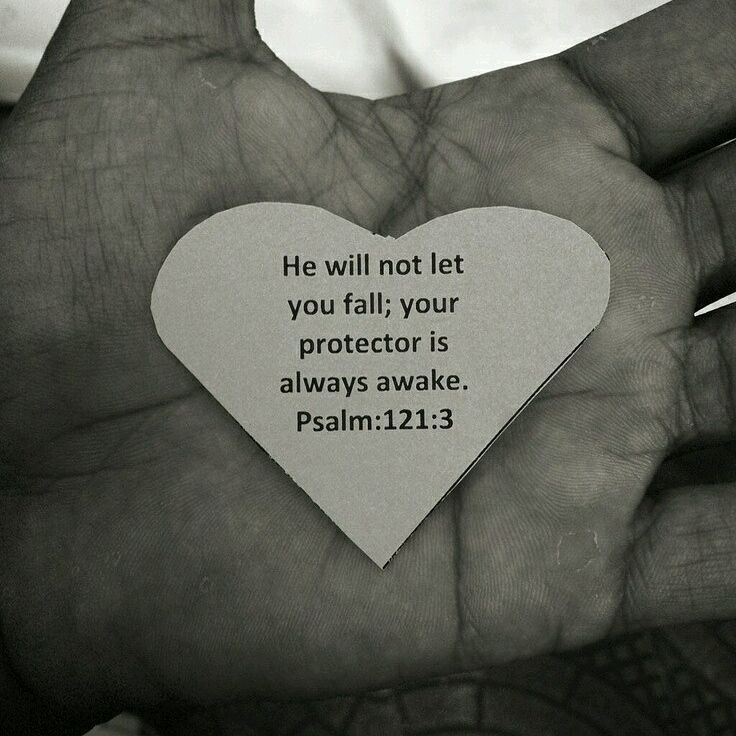 He will not let
you fall; your
protector is
always awake.
Psalm:121:3